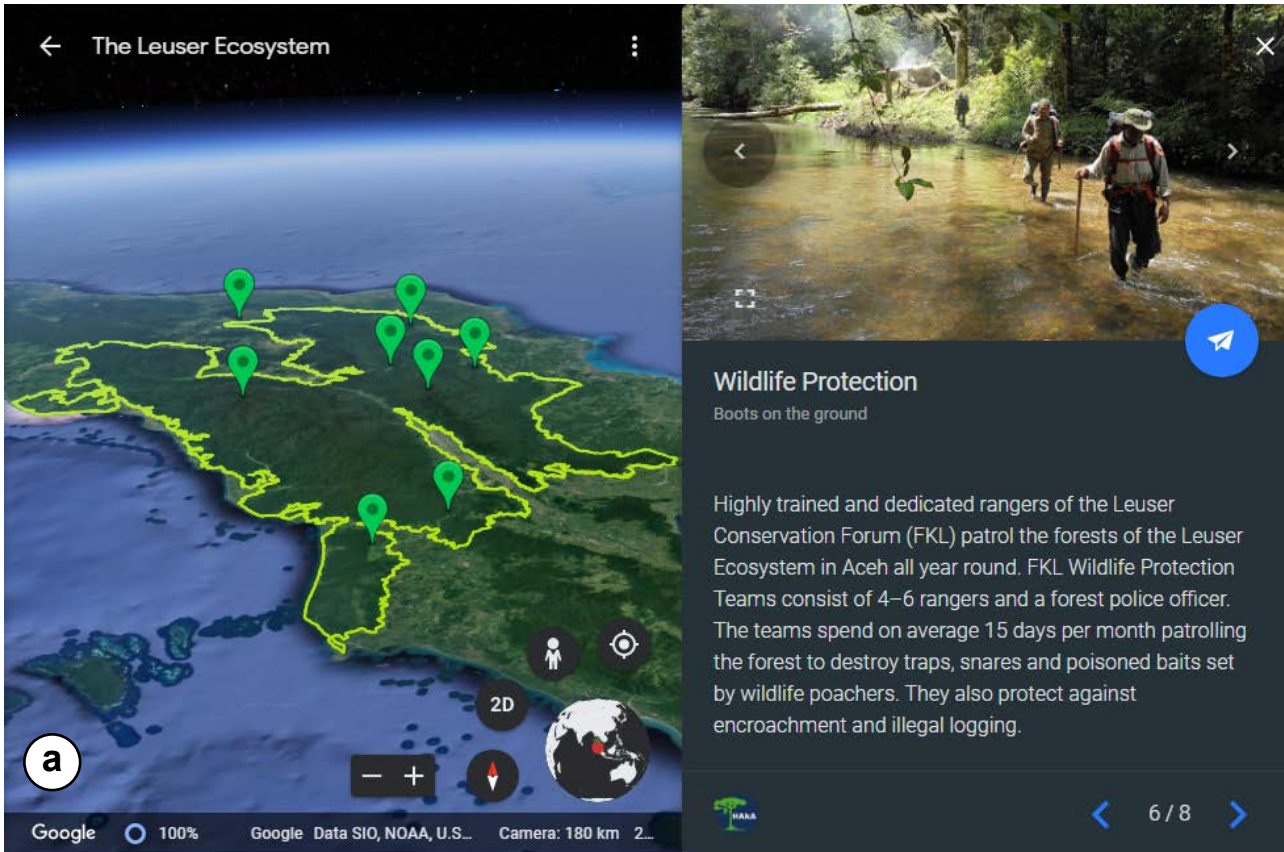 The Leuser Ecosystem
Wildlife Protection
Boots on the ground
Highly trained and dedicated rangers of the Leuser
Conservation Forum (FKL) patrol the forests of the Leuser
Ecosystem in Aceh all year round. FKL Wildlife Protection
Teams consist of 4–6 rangers and a forest police officer.
The teams spend on average 15 days per month patrolling
the forest to destroy traps, snares and poisoned baits set
by wildlife poachers. They also protect against
encroachment and illegal logging.
2D
a
Google 100% Google Data SIO, NOAA, U.S... Camera: 180 km 2...
HAkA
6 / 8